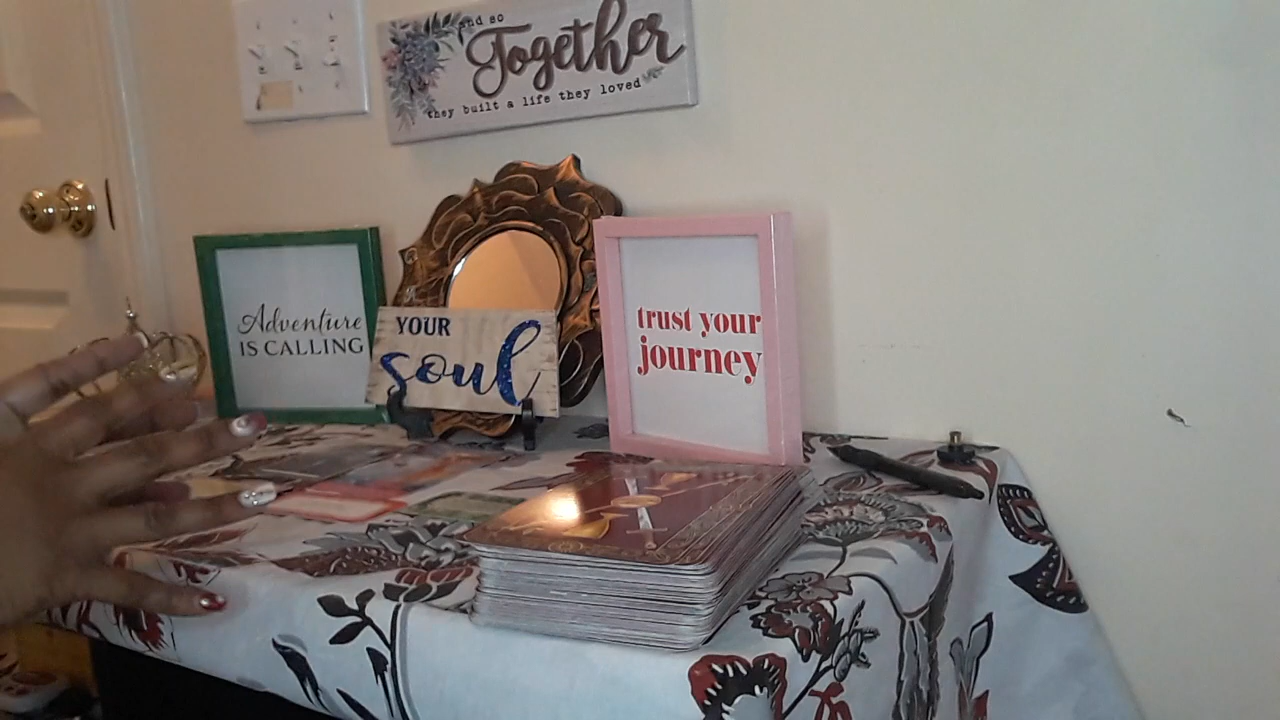 and so
Together
they built a life they loved
Adventure
IS CALLING
YOUR
soul
trust your
journey